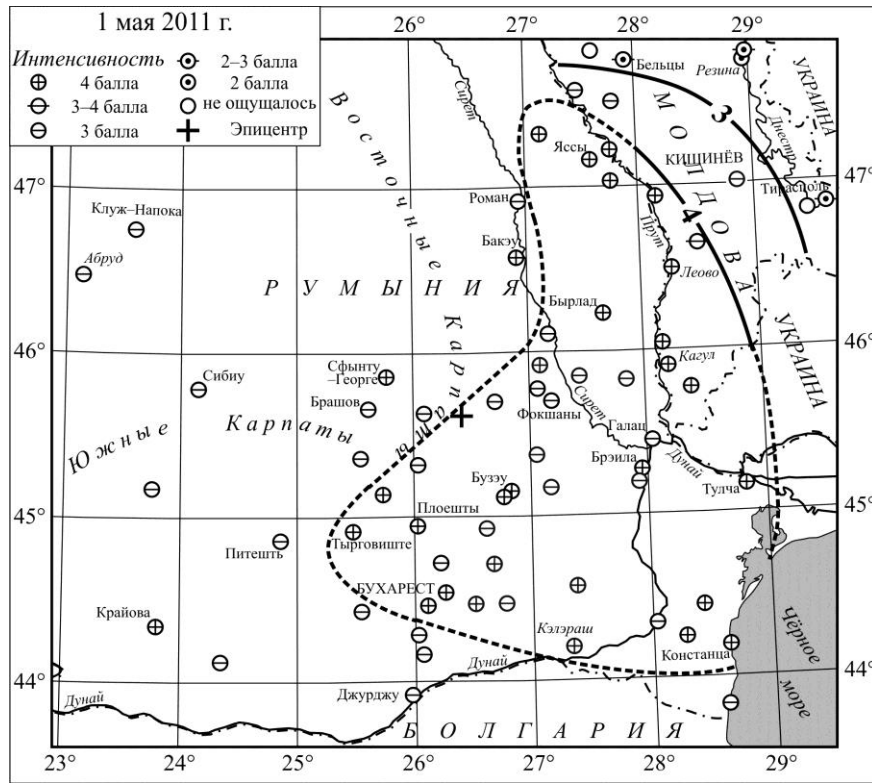 1 мая 2011 г.
Интенсивность
4 балла
3–4 балла
3 балла
2–3 балла
2 балла
не ощущалось
Эпицентр
26° 27° 28° 29°
Бельцы
Резина
УКРАИНА
МОЛДОВА
Днестр
3
Восточные
Сирет
Яссы
КИШИНЁВ
47° 47°
Тирасполь
Клуж–Напока
Роман
4
Прут
Абруд
Бакэу
Леово
РУМЫНИЯ
Бырлад
УКРАИНА
46° 46°
Карпаты
Сфынту
–Георге
Кагул
Сибиу
Брашов
Фокшаны
Сирет
Южные
Карпаты
Галац
Дунай
Брэила
Бузэу
Тулча
45° 45°
Плоешты
Тырговиште
Питешть
БУХАРЕСТ
Крайова
Кэлэраш
Констанца
Чёрное
море
44° 44°
Дунай
Дунай
Джурджу
БОЛГАРИЯ
23° 24° 25° 26° 27° 28° 29°